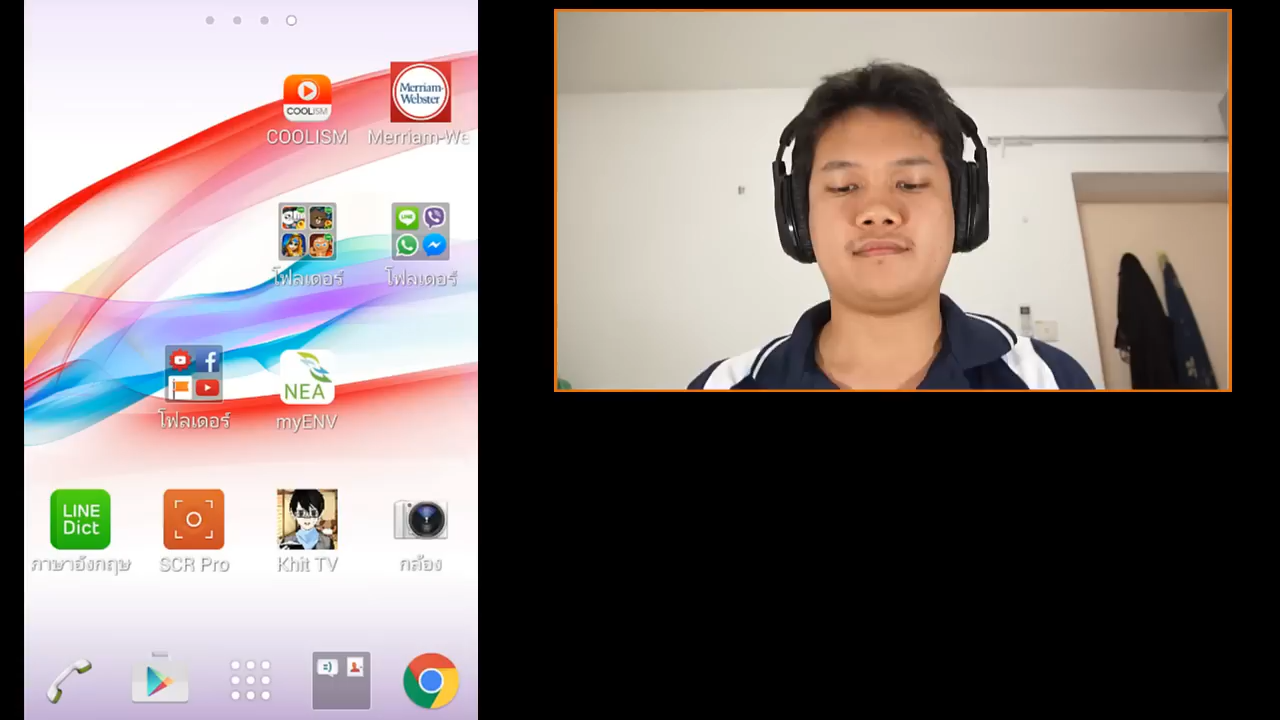 COOLISM
Merriam-
Webster
COOLISM
Merriam-We
LINE
โฟลเดอร์
โฟลเดอร์
NEA
โฟลเดอร์
myENV
LINE
Dict
ภาษาอังกฤษ
SCR Pro
Khit TV
กล้อง